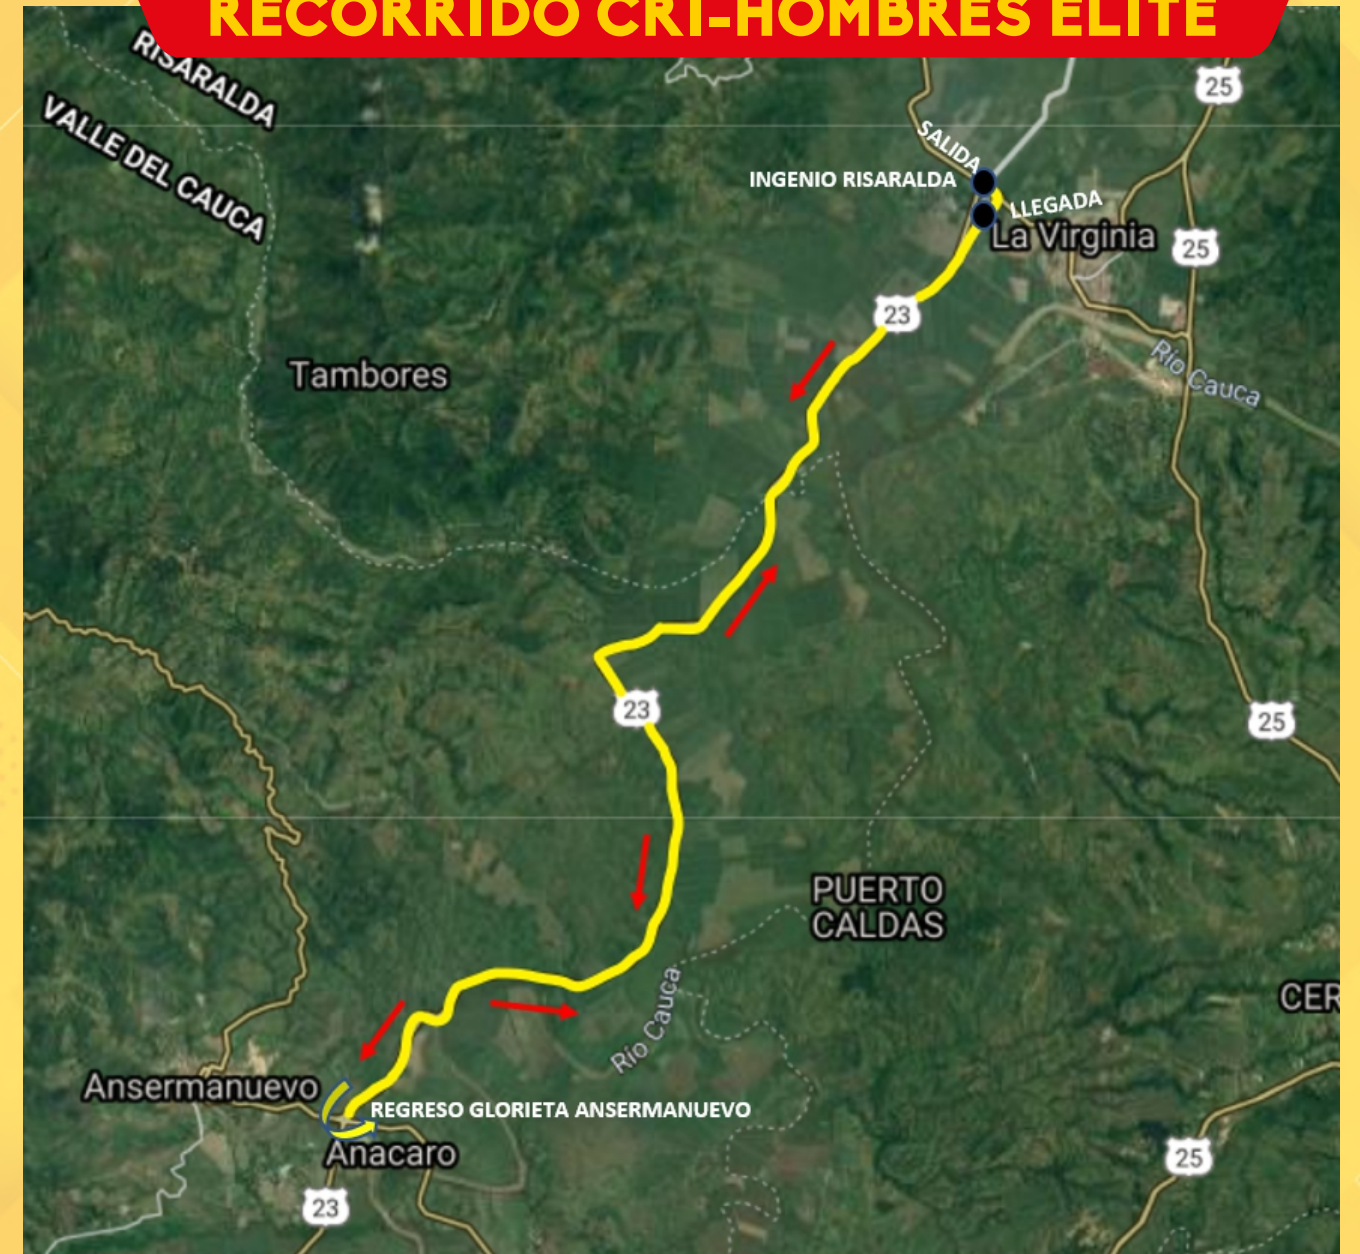 RECORRIDO CRI-HOMBRES ELITE
RISARALDA
VALLE DEL CAUCA
25
SALIDA
INGENIO RISARALDA
LLEGADA
La Virginia
25
23
Río Cauca
Tambores
23
25
PUERTO
CALDAS
Río Cauca
CER
Ansermanuevo
REGRESO GLORIETA ANSERMANUEVO
Anacaro
25
23